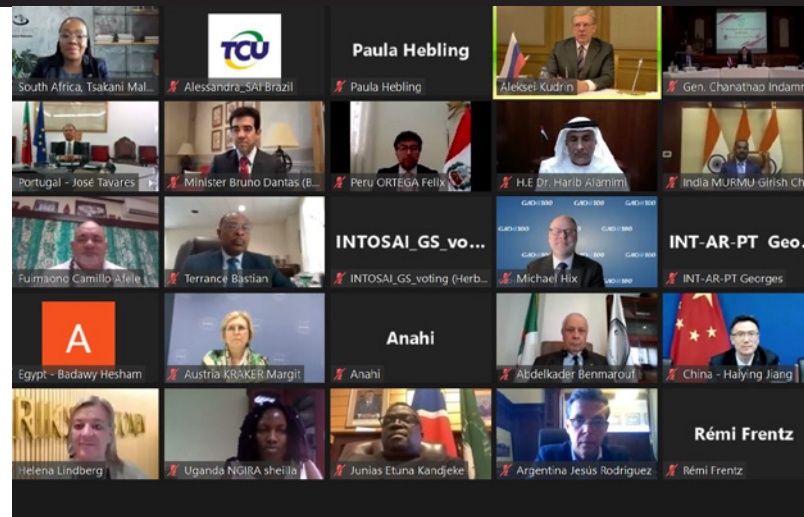 South Africa, Tsakani Mal...
TCU
Alessandra_SAI Brazil
Paula Hebling
Paula Hebling
Aleksei Kudrin
Gen. Chanathap Indamr
Portugal - José Tavares
Minister Bruno Dantas (B...
Peru ORTEGA Felix
H.E Dr. Harib Alamimi
India MURMU Girish Ch
Fuimaono Camillo Afele
Terrance Bastian
INTOSAI_GS_vo...
INTOSAI_GS_voting (Herb...
GAO@100
Michael Hix
INT-AR-PT Geo.
INT-AR-PT Georges
A
Egypt - Badawy Hesham
Austria KRAKER Margit
Anahi
Anahi
Abdelkader Benmarouf
China - Halying Jiang
RIKS
Helena Lindberg
Uganda NGIRA sheilla
Junias Etuna Kandjeke
Argentina Jesús Rodriguez
Rémi Frentz
Rémi Frentz